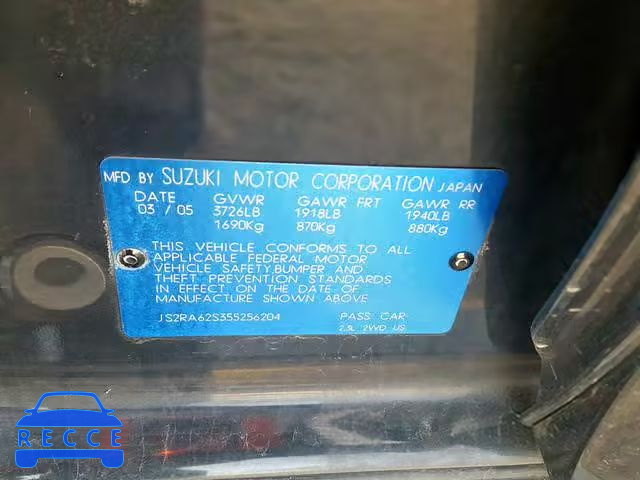 MFD BY SUZUKI MOTOR CORPORATION JAPAN
DATE GVWR GAWR FRT GAWR RR
03 / 05 3726LB 1918LB 1940LB
1690Kg 870Kg 880Kg
THIS VEHICLE CONFORMS TO ALL
APPLICABLE FEDERAL MOTOR
VEHICLE SAFETY,BUMPER AND
THEFT PREVENTION STANDARDS
IN EFFECT ON THE DATE OF
MANUFACTURE SHOWN ABOVE
JS2RA62S355256204 PASS CAR
2.3L 2WD US
RECCE